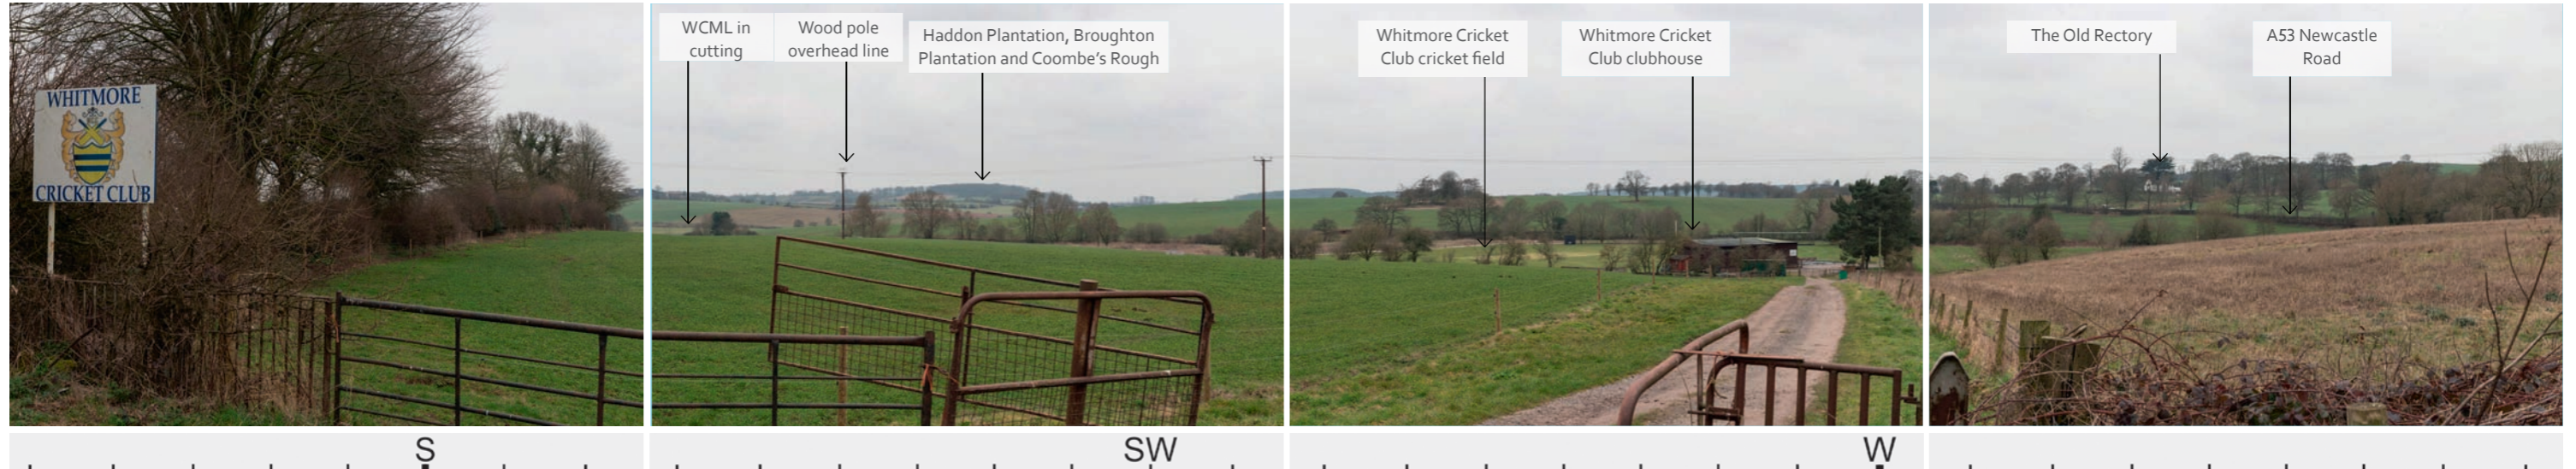 WHITMORE
CRICKET CLUB
WCML in
cutting
Wood pole
overhead line
Haddon Plantation, Broughton
Plantation and Coombe's Rough
Whitmore Cricket
Club cricket field
Whitmore Cricket
Club clubhouse
The Old Rectory
A53 Newcastle
Road
S
SW
W